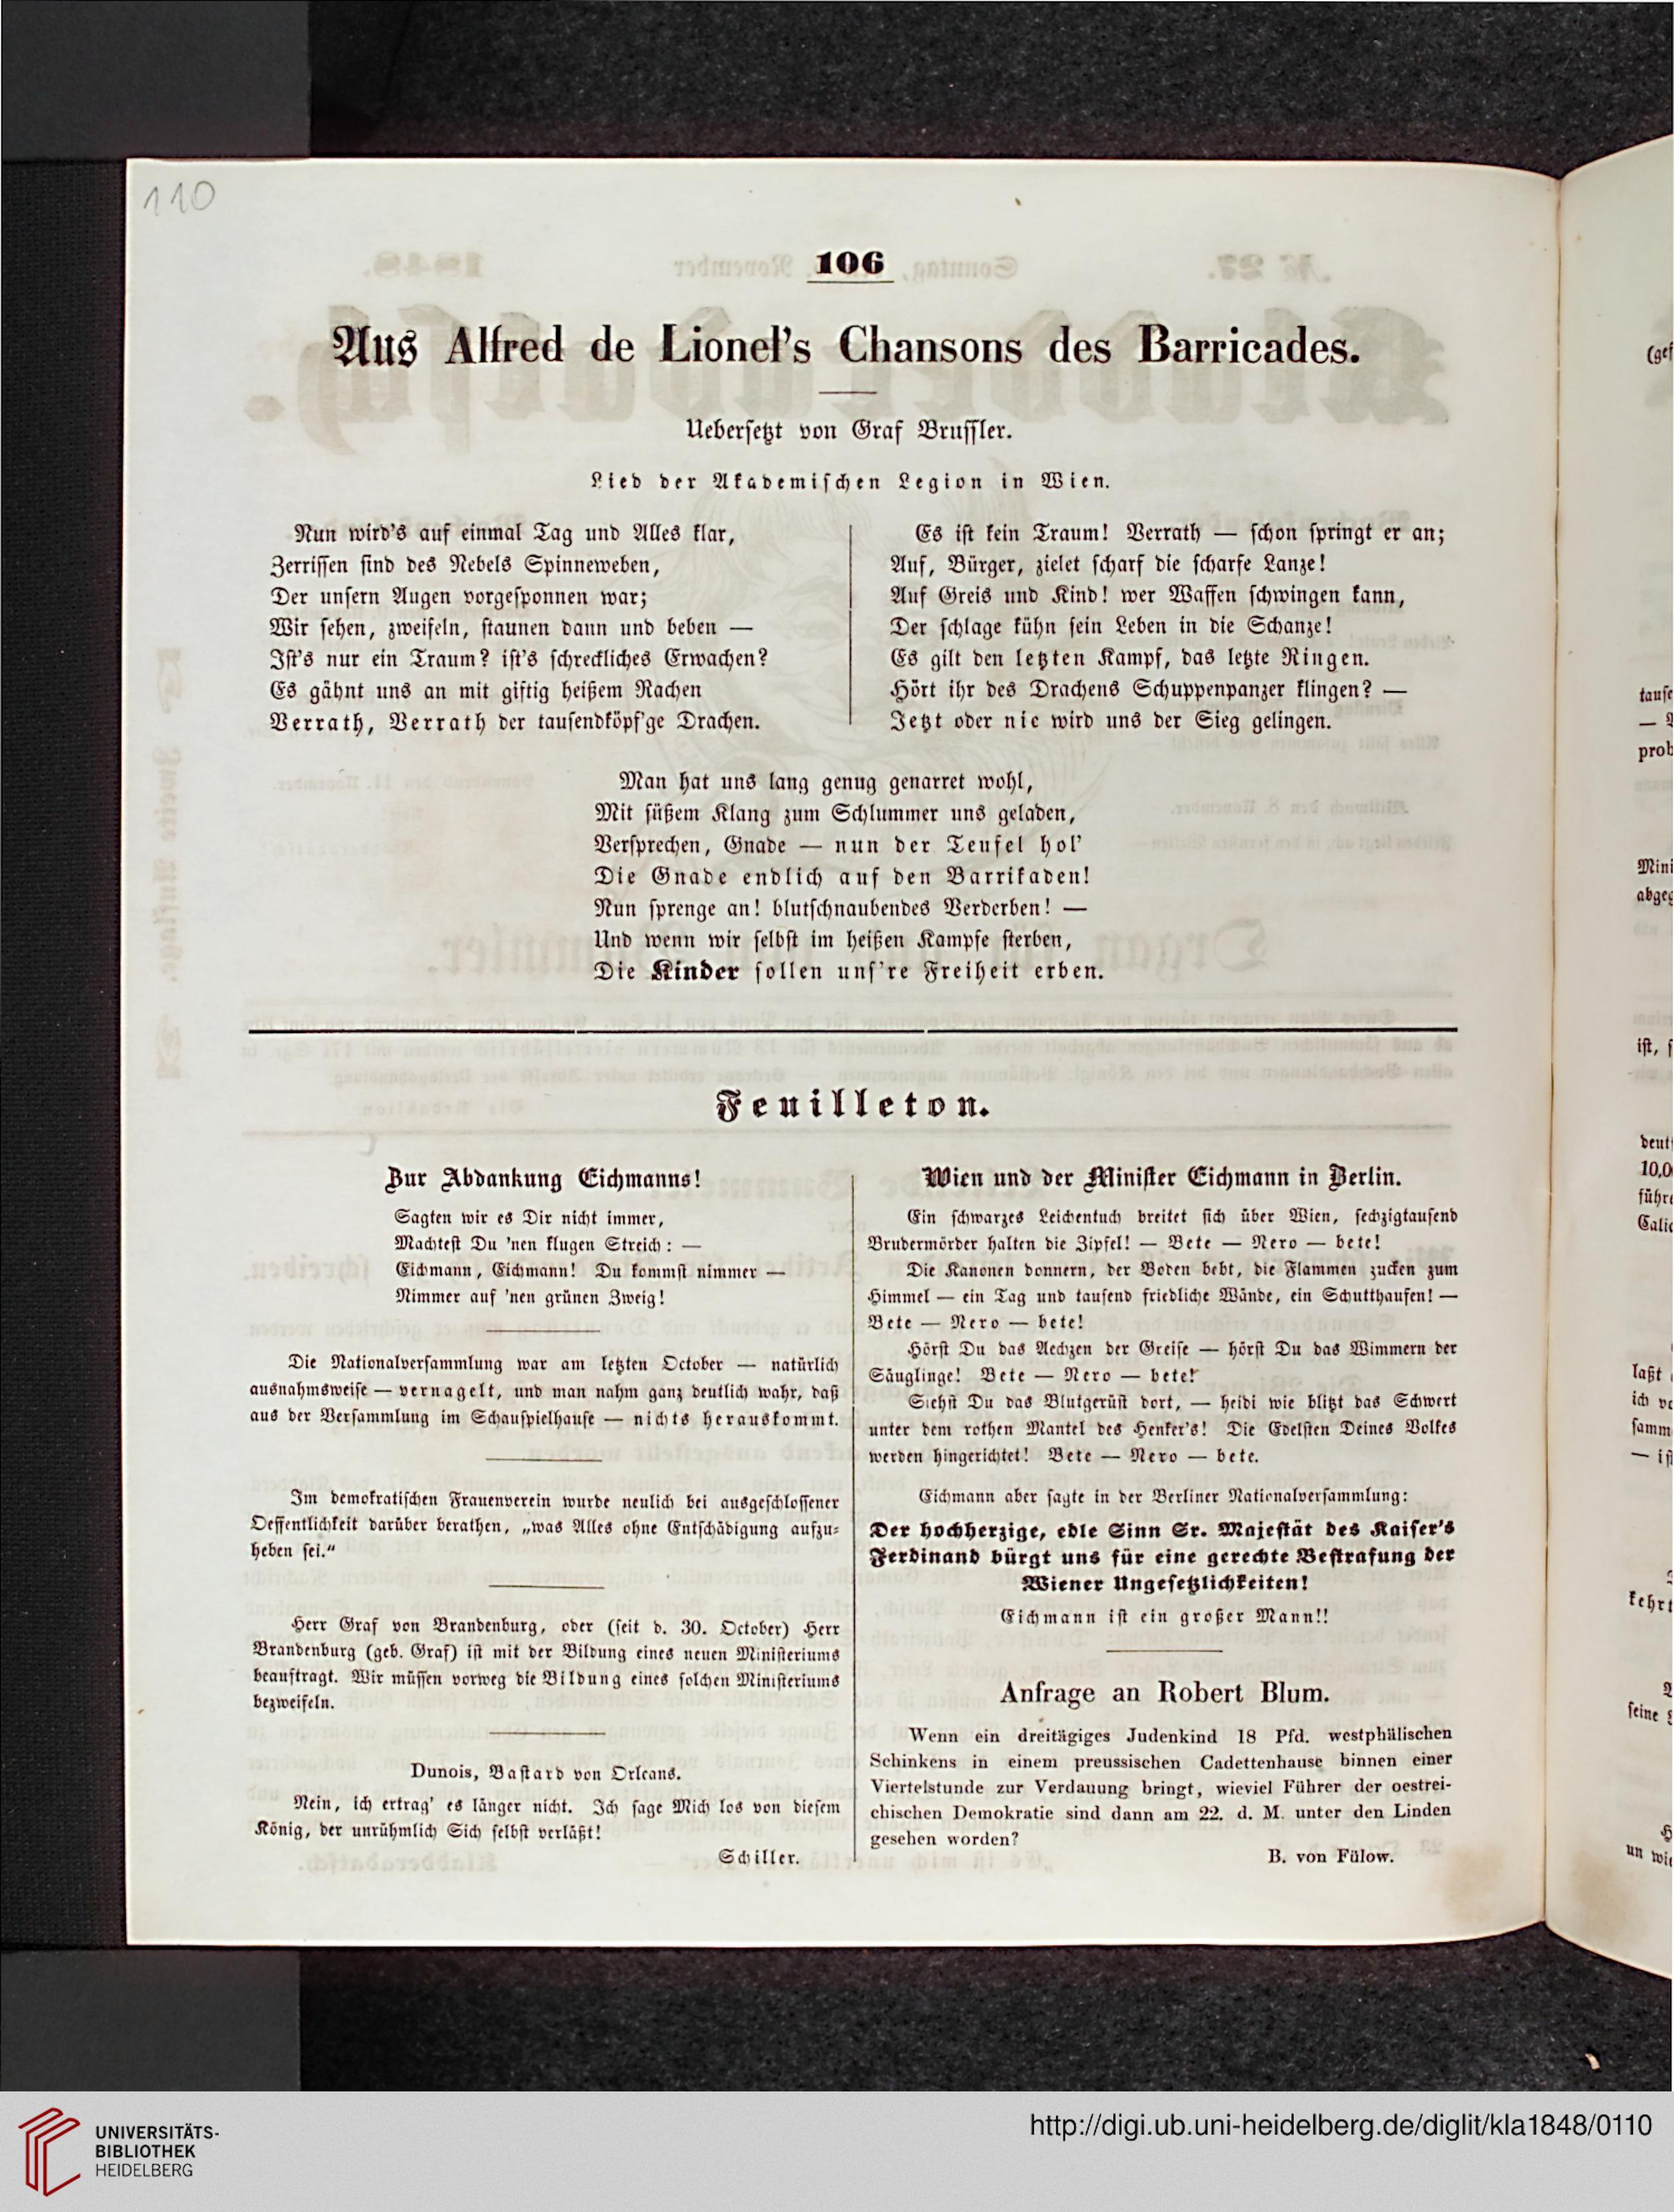 110
106
Aus Alfred de Lionel's Chansons des Barricades.
Uebersetzt von Graf Bruffler.
Lied der Akademischen Legion in Wien.
Nun wird's auf einmal Tag und Alles klar,
Zerrissen sind des Nebels Spinneweben,
Der unsern Augen vorgesponnen war;
Wir sehen, zweifeln, staunen dann und beben —
Ist's nur ein Traum? ist's schreckliches Erwachen?
Es gähnt uns an mit giftig heißem Rachen
Verrath, Verrath der tausendköpf'ge Drachen.
Es ist kein Traum! Verrath — schon springt er an;
Auf, Bürger, zielet scharf die scharfe Lanze!
Auf Greis und Kind! wer Waffen schwingen kann,
Der schlage kühn sein Leben in die Schanze!
Es gilt den letzten Kampf, das letzte Ringen.
Hört ihr des Drachens Schuppenpanzer klingen? —
Jetzt oder nie wird uns der Sieg gelingen.
Man hat uns lang genug genarret wohl,
Mit süßem Klang zum Schlummer uns geladen,
Versprechen, Gnade — nun der Teufel hol'
Die Gnade endlich auf den Barrikaden!
Nun sprenge an! blutschnaubendes Verderben! —
Und wenn wir selbst im heißen Kampfe sterben,
Die Kinder sollen uns're Freiheit erben.
Feuilleton.
Zur Abdankung Eichmanns!
Sagten wir es Dir nicht immer,
Machtest Du 'nen klugen Streich: —
Eichmann, Eichmann! Du kommst nimmer —
Nimmer auf 'nen grünen Zweig!
Die Nationalversammlung war am letzten October — natürlich
ausnahmsweise — vernagelt, und man nahm ganz deutlich wahr, daß
aus der Versammlung im Schauspielhause — nichts herauskommt.
Im demokratischen Frauenverein wurde neulich bei ausgeschlossener
Oeffentlichkeit darüber berathen, „was Alles ohne Entschädigung aufzu-
heben sei.“
Herr Graf von Brandenburg, oder (seit d. 30. October) Herr
Brandenburg (geb. Graf) ist mit der Bildung eines neuen Ministeriums
beauftragt. Wir müssen vorweg die Bildung eines solchen Ministeriums
bezweifeln.
Dunois, Bastard von Orleans.
Nein, ich ertrag' es länger nicht. Ich sage Mich los von diesem
König, der unrühmlich Sich selbst verläßt!
Schiller.
Wien und der Minister Eichmann in Berlin.
Ein schwarzes Leichentuch breitet sich über Wien, sechzigtausend
Brudermörder halten die Zipfel! — Bete — Nero — bete!
Die Kanonen donnern, der Boden bebt, die Flammen zucken zum
Himmel — ein Tag und tausend friedliche Wände, ein Schutthaufen! —
Bete — Nero — bete!
Hörst Du das Aechzen der Greise — hörst Du das Wimmern der
Säuglinge! Bete — Nero — bete!
Siehst Du das Blutgerüst dort, — heidi wie blitzt das Schwert
unter dem rothen Mantel des Henker's! Die Edelsten Deines Volkes
werden hingerichtet! Bete — Nero — bete.
Eichmann aber sagte in der Berliner Nationalversammlung:
Der hochherzige, edle Sinn Sr. Majestät des Kaiser's
Ferdinand bürgt uns für eine gerechte Bestrafung der
Wiener Ungesetzlichkeiten!
Eichmann ist ein großer Mann!!
Anfrage an Robert Blum.
Wenn ein dreitägiges Judenkind 18 Pfd. westphälischen
Schinkens in einem preussischen Cadettenhause binnen einer
Viertelstunde zur Verdauung bringt, wieviel Führer der oestrei-
chischen Demokratie sind dann am 22. d. M. unter den Linden
gesehen worden?
B. von Fülow.
UNIVERSITÄTS-
BIBLIOTHEK
HEIDELBERG
http://digi.ub.uni-heidelberg.de/diglit/kla1848/0110